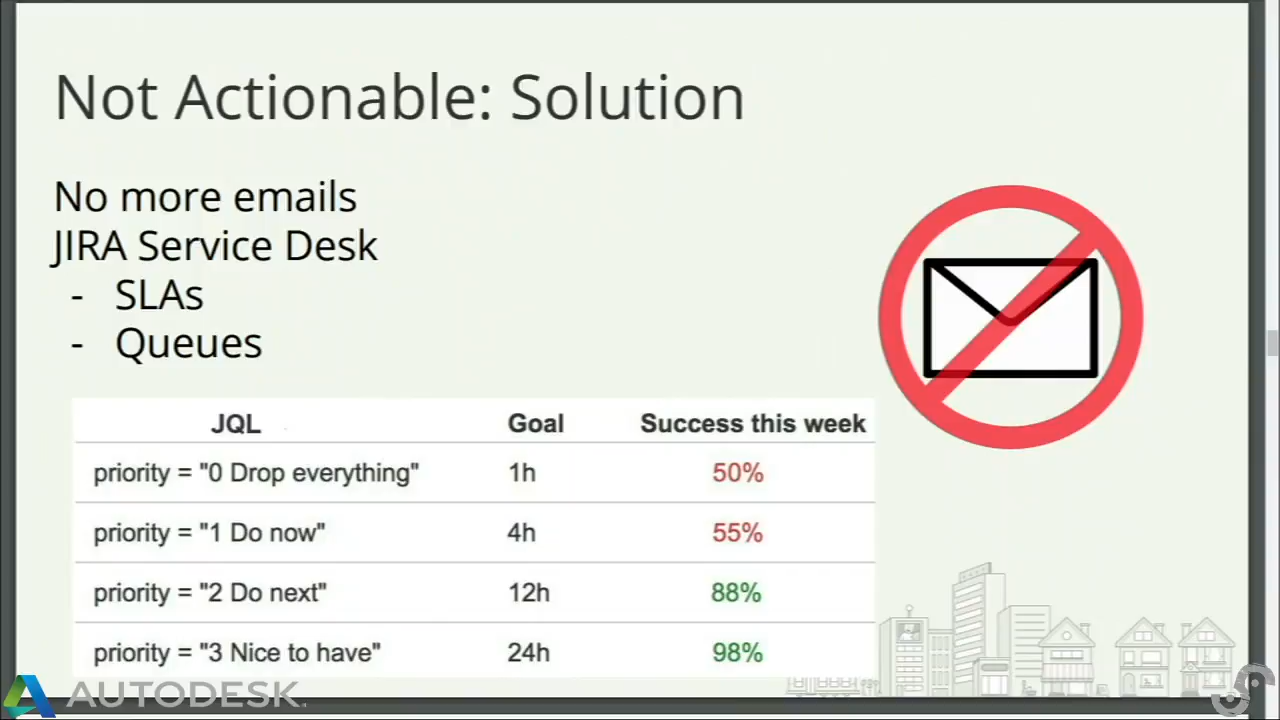 Not Actionable: Solution
No more emails
JIRA Service Desk
- SLAs
- Queues
JQL Goal Success this week
priority = "0 Drop everything" 1h 50%
priority = "1 Do now" 4h 55%
priority = "2 Do next" 12h 88%
priority = "3 Nice to have" 24h 98%
AUTODESK.